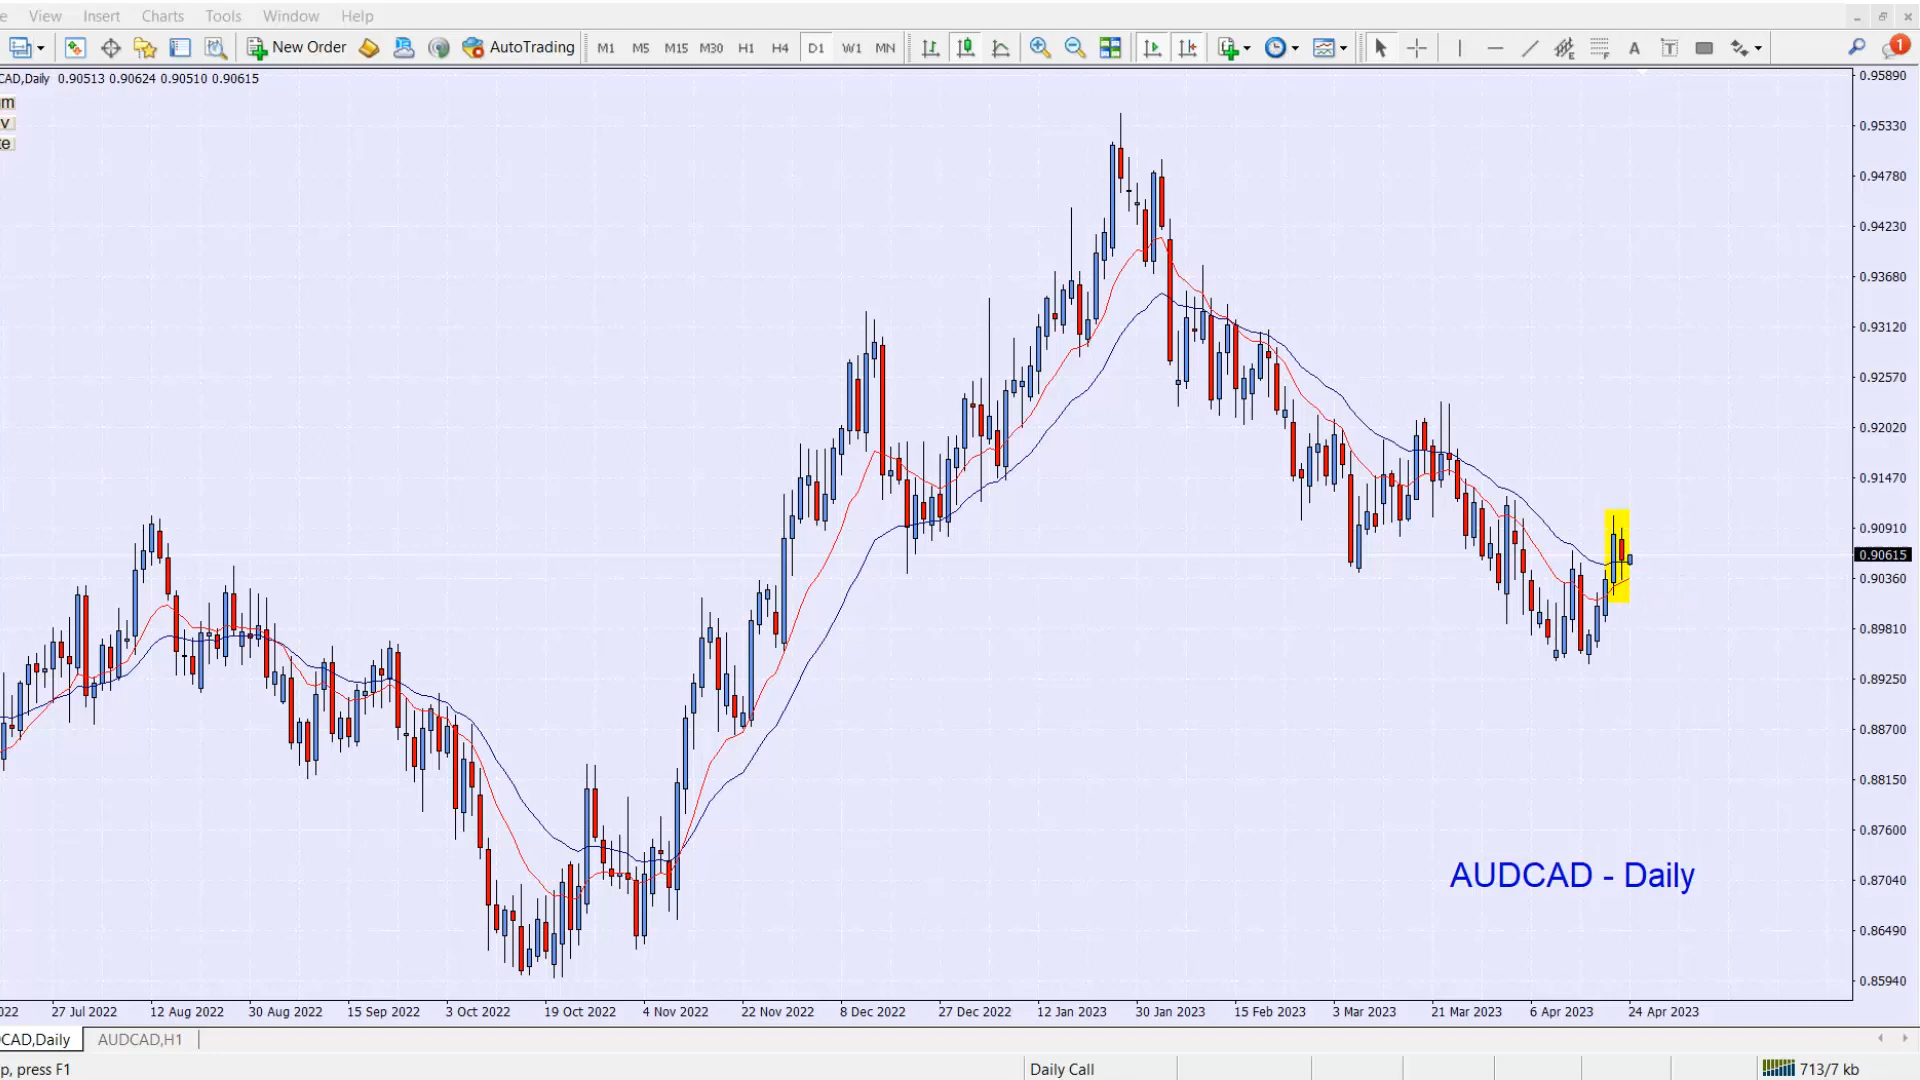 e View Insert Charts Tools Window Help
New Order AutoTrading M1 M5 M15 M30 H1 H4 D1 W1 MN E F A T 1
CAD,Daily 0.90513 0.90624 0.90510 0.90615
m
v
e
0.95890
0.95330
0.94780
0.94230
0.93680
0.93120
0.92570
0.92020
0.91470
0.90910
0.90615
0.90360
0.89810
0.89250
0.88700
0.88150
0.87600
AUDCAD - Daily
0.87040
0.86490
0.85940
022 27 Jul 2022 12 Aug 2022 30 Aug 2022 15 Sep 2022 3 Oct 2022 19 Oct 2022 4 Nov 2022 22 Nov 2022 8 Dec 2022 27 Dec 2022 12 Jan 2023 30 Jan 2023 15 Feb 2023 3 Mar 2023 21 Mar 2023 6 Apr 2023 24 Apr 2023
CAD,Daily AUDCAD,H1
p, press F1 Daily Call 713/7 kb